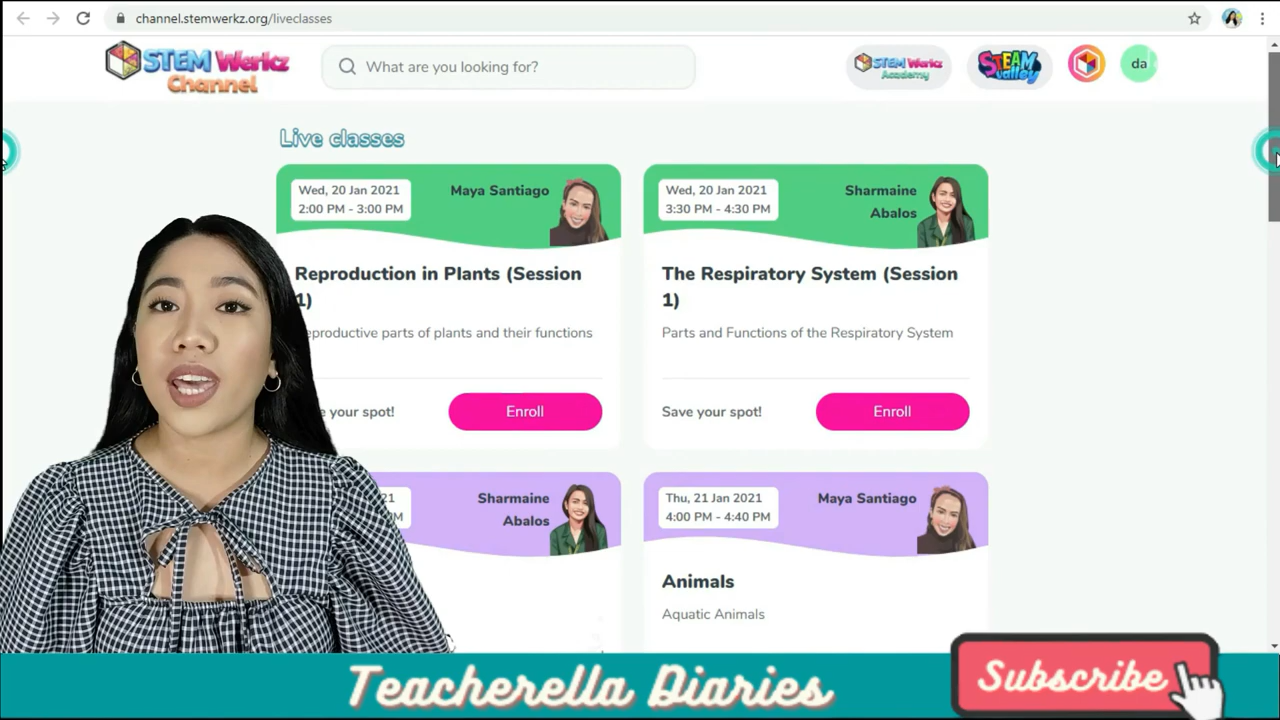 channel.stemwerkz.org/liveclasses
STEM Werkz
Channel
What are you looking for?
STEM Werkz
Academy
STEAM
Valley
da
Live classes
Wed, 20 Jan 2021
2:00 PM - 3:00 PM
Maya Santiago
Reproduction in Plants (Session
1)
eproductive parts of plants and their functions
your spot!
Enroll
Wed, 20 Jan 2021
3:30 PM - 4:30 PM
Sharmaine
Abalos
The Respiratory System (Session
1)
Parts and Functions of the Respiratory System
Save your spot!
Enroll
21
M
Sharmaine
Abalos
Thu, 21 Jan 2021
4:00 PM - 4:40 PM
Maya Santiago
Animals
Aquatic Animals
Teacherella Diaries
Subscribe